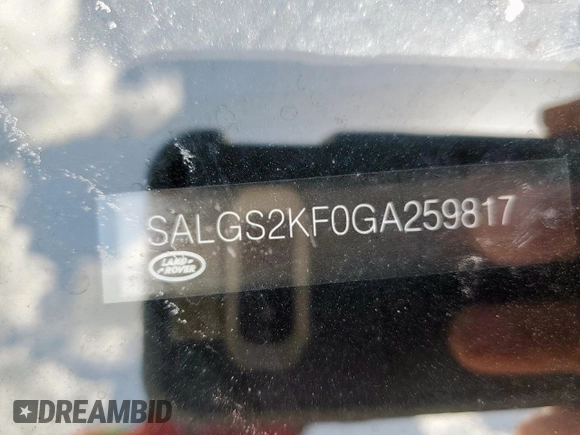 SALGS2KF0GA259817
LAND
ROVER
DREAMBID